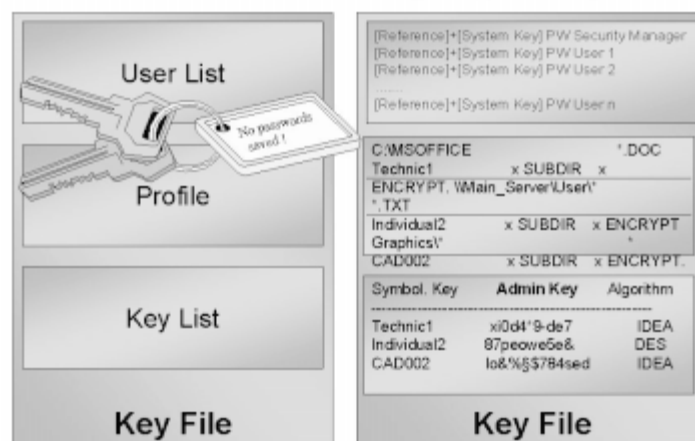 User List
No passwords
saved !
Profile
Key List
Key File
[Reference]+[System Key] PW Security Manager
[Reference]+[System Key] PW User 1
[Reference]+[System Key] PW User 2
.......
[Reference]+[System Key] PW User n
C:\MSOFFICE *.DOC
Technic1 x SUBDIR x
ENCRYPT. \\Main_Server\User\*
*.TXT
Individual2 x SUBDIR x ENCRYPT
Graphics\* *
CAD002 x SUBDIR x ENCRYPT.
Symbol. Key Admin Key Algorithm
Technic1 xi0d4*9-de7 IDEA
Individual2 87peowe5e& DES
CAD002 lo&%§$784sed IDEA
Key File